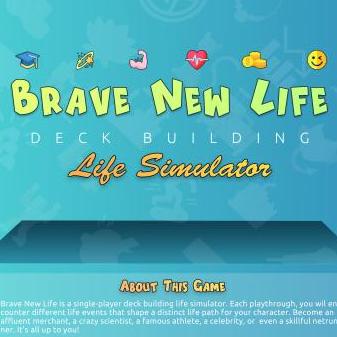 BRAVE NEW LIFE
DECK BUILDING
Life Simulator
ABOUT THIS GAME
Brave New Life is a single-player deck building life simulator. Each playthrough, you will en
counter different life events that shape a distinct life path for your character. Become an
affluent merchant, a crazy scientist, a famous athlete, a celebrity, or even a skillful netrun
ner. It's all up to you!